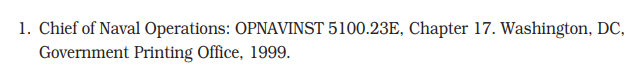 1. Chief of Naval Operations: OPNAVINST 5100.23E, Chapter 17. Washington, DC,
Government Printing Office, 1999.